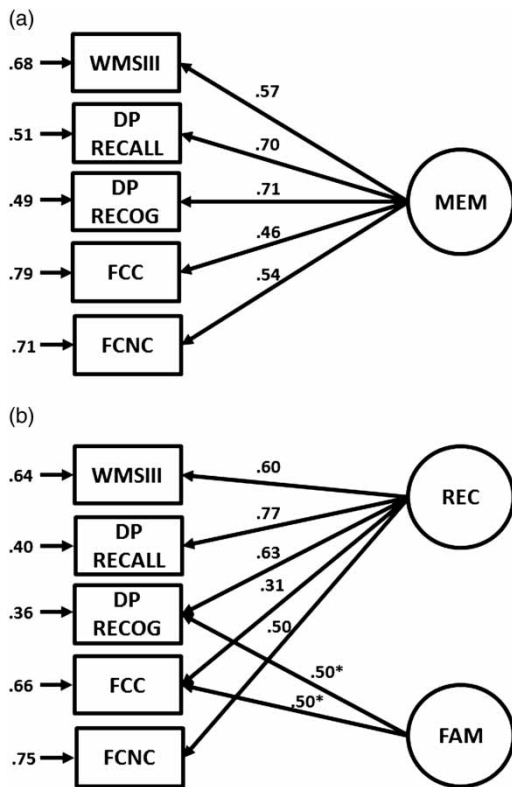 (a)
.68
WMSIII
.57
.51
DP
RECALL
.70
.49
DP
RECOG
.71
MEM
.79
FCC
.46
.71
FCNC
.54
(b)
.64
WMSIII
.60
REC
.40
DP
RECALL
.77
.36
DP
RECOG
.63
.31
.50
.50*
.66
FCC
.50*
FAM
.75
FCNC